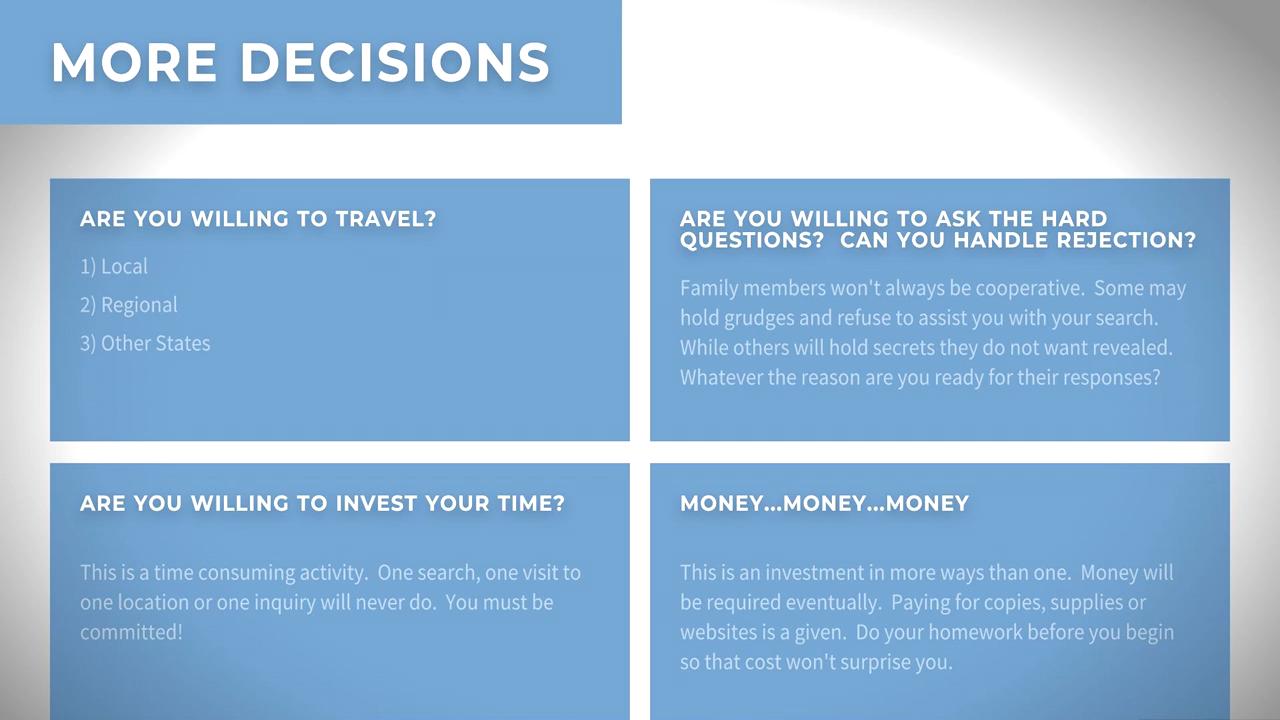 MORE DECISIONS
ARE YOU WILLING TO TRAVEL?
1) Local
2) Regional
3) Other States
ARE YOU WILLING TO ASK THE HARD
QUESTIONS?  CAN YOU HANDLE REJECTION?
Family members won't always be cooperative.  Some may
hold grudges and refuse to assist you with your search.
While others will hold secrets they do not want revealed.
Whatever the reason are you ready for their responses?
ARE YOU WILLING TO INVEST YOUR TIME?
This is a time consuming activity.  One search, one visit to
one location or one inquiry will never do.  You must be
committed!
MONEY...MONEY...MONEY
This is an investment in more ways than one.  Money will
be required eventually.  Paying for copies, supplies or
websites is a given.  Do your homework before you begin
so that cost won't surprise you.